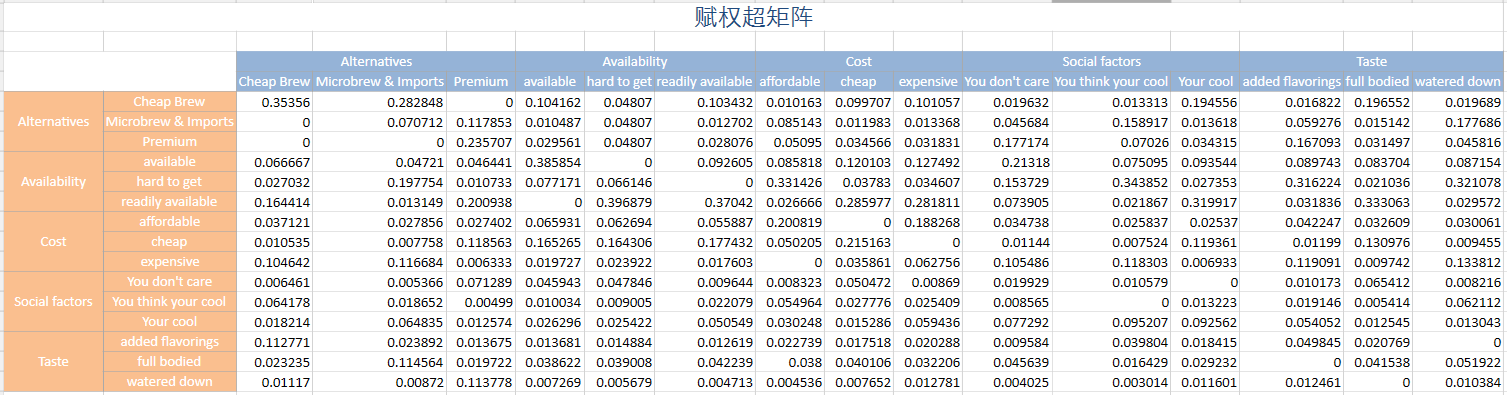 赋权超矩阵
Alternatives Availability Cost Social factors Taste
Cheap Brew Microbrew & Imports Premium available hard to get readily available affordable cheap expensive You don't care You think your cool Your cool added flavorings full bodied watered down
Alternatives Cheap Brew 0.35356 0.282848 0 0.104162 0.04807 0.103432 0.010163 0.099707 0.101057 0.019632 0.013313 0.194556 0.016822 0.196552 0.019689
Microbrew & Imports 0 0.070712 0.117853 0.010487 0.04807 0.012702 0.085143 0.011983 0.013368 0.045684 0.158917 0.013618 0.059276 0.015142 0.177686
Premium 0 0 0.235707 0.029561 0.04807 0.028076 0.05095 0.034566 0.031831 0.177174 0.07026 0.034315 0.167093 0.031497 0.045816
Availability available 0.066667 0.04721 0.046441 0.385854 0 0.092605 0.085818 0.120103 0.127492 0.21318 0.075095 0.093544 0.089743 0.083704 0.087154
hard to get 0.027032 0.197754 0.010733 0.077171 0.066146 0 0.331426 0.03783 0.034607 0.153729 0.343852 0.027353 0.316224 0.021036 0.321078
readily available 0.164414 0.013149 0.200938 0 0.396879 0.37042 0.026666 0.285977 0.281811 0.073905 0.021867 0.319917 0.031836 0.333063 0.029572
Cost affordable 0.037121 0.027856 0.027402 0.065931 0.062694 0.055887 0.200819 0 0.188268 0.034738 0.025837 0.02537 0.042247 0.032609 0.030061
cheap 0.010535 0.007758 0.118563 0.165265 0.164306 0.177432 0.050205 0.215163 0 0.01144 0.007524 0.119361 0.01199 0.130976 0.009455
expensive 0.104642 0.116684 0.006333 0.019727 0.023922 0.017603 0 0.035861 0.062756 0.105486 0.118303 0.006933 0.119091 0.009742 0.133812
Social factors You don't care 0.006461 0.005366 0.071289 0.045943 0.047846 0.009644 0.008323 0.050472 0.00869 0.019929 0.010579 0 0.010173 0.065412 0.008216
You think your cool 0.064178 0.018652 0.00499 0.010034 0.009005 0.022079 0.054964 0.027776 0.025409 0.008565 0 0.013223 0.019146 0.005414 0.062112
Your cool 0.018214 0.064835 0.012574 0.026296 0.025422 0.050549 0.030248 0.015286 0.059436 0.077292 0.095207 0.092562 0.054052 0.012545 0.013043
Taste added flavorings 0.112771 0.023892 0.013675 0.013681 0.014884 0.012619 0.022739 0.017518 0.020288 0.009584 0.039804 0.018415 0.049845 0.020769 0
full bodied 0.023235 0.114564 0.019722 0.038622 0.039008 0.042239 0.038 0.040106 0.032206 0.045639 0.016429 0.029232 0 0.041538 0.051922
watered down 0.01117 0.00872 0.113778 0.007269 0.005679 0.004713 0.004536 0.007652 0.012781 0.004025 0.003014 0.011601 0.012461 0 0.010384